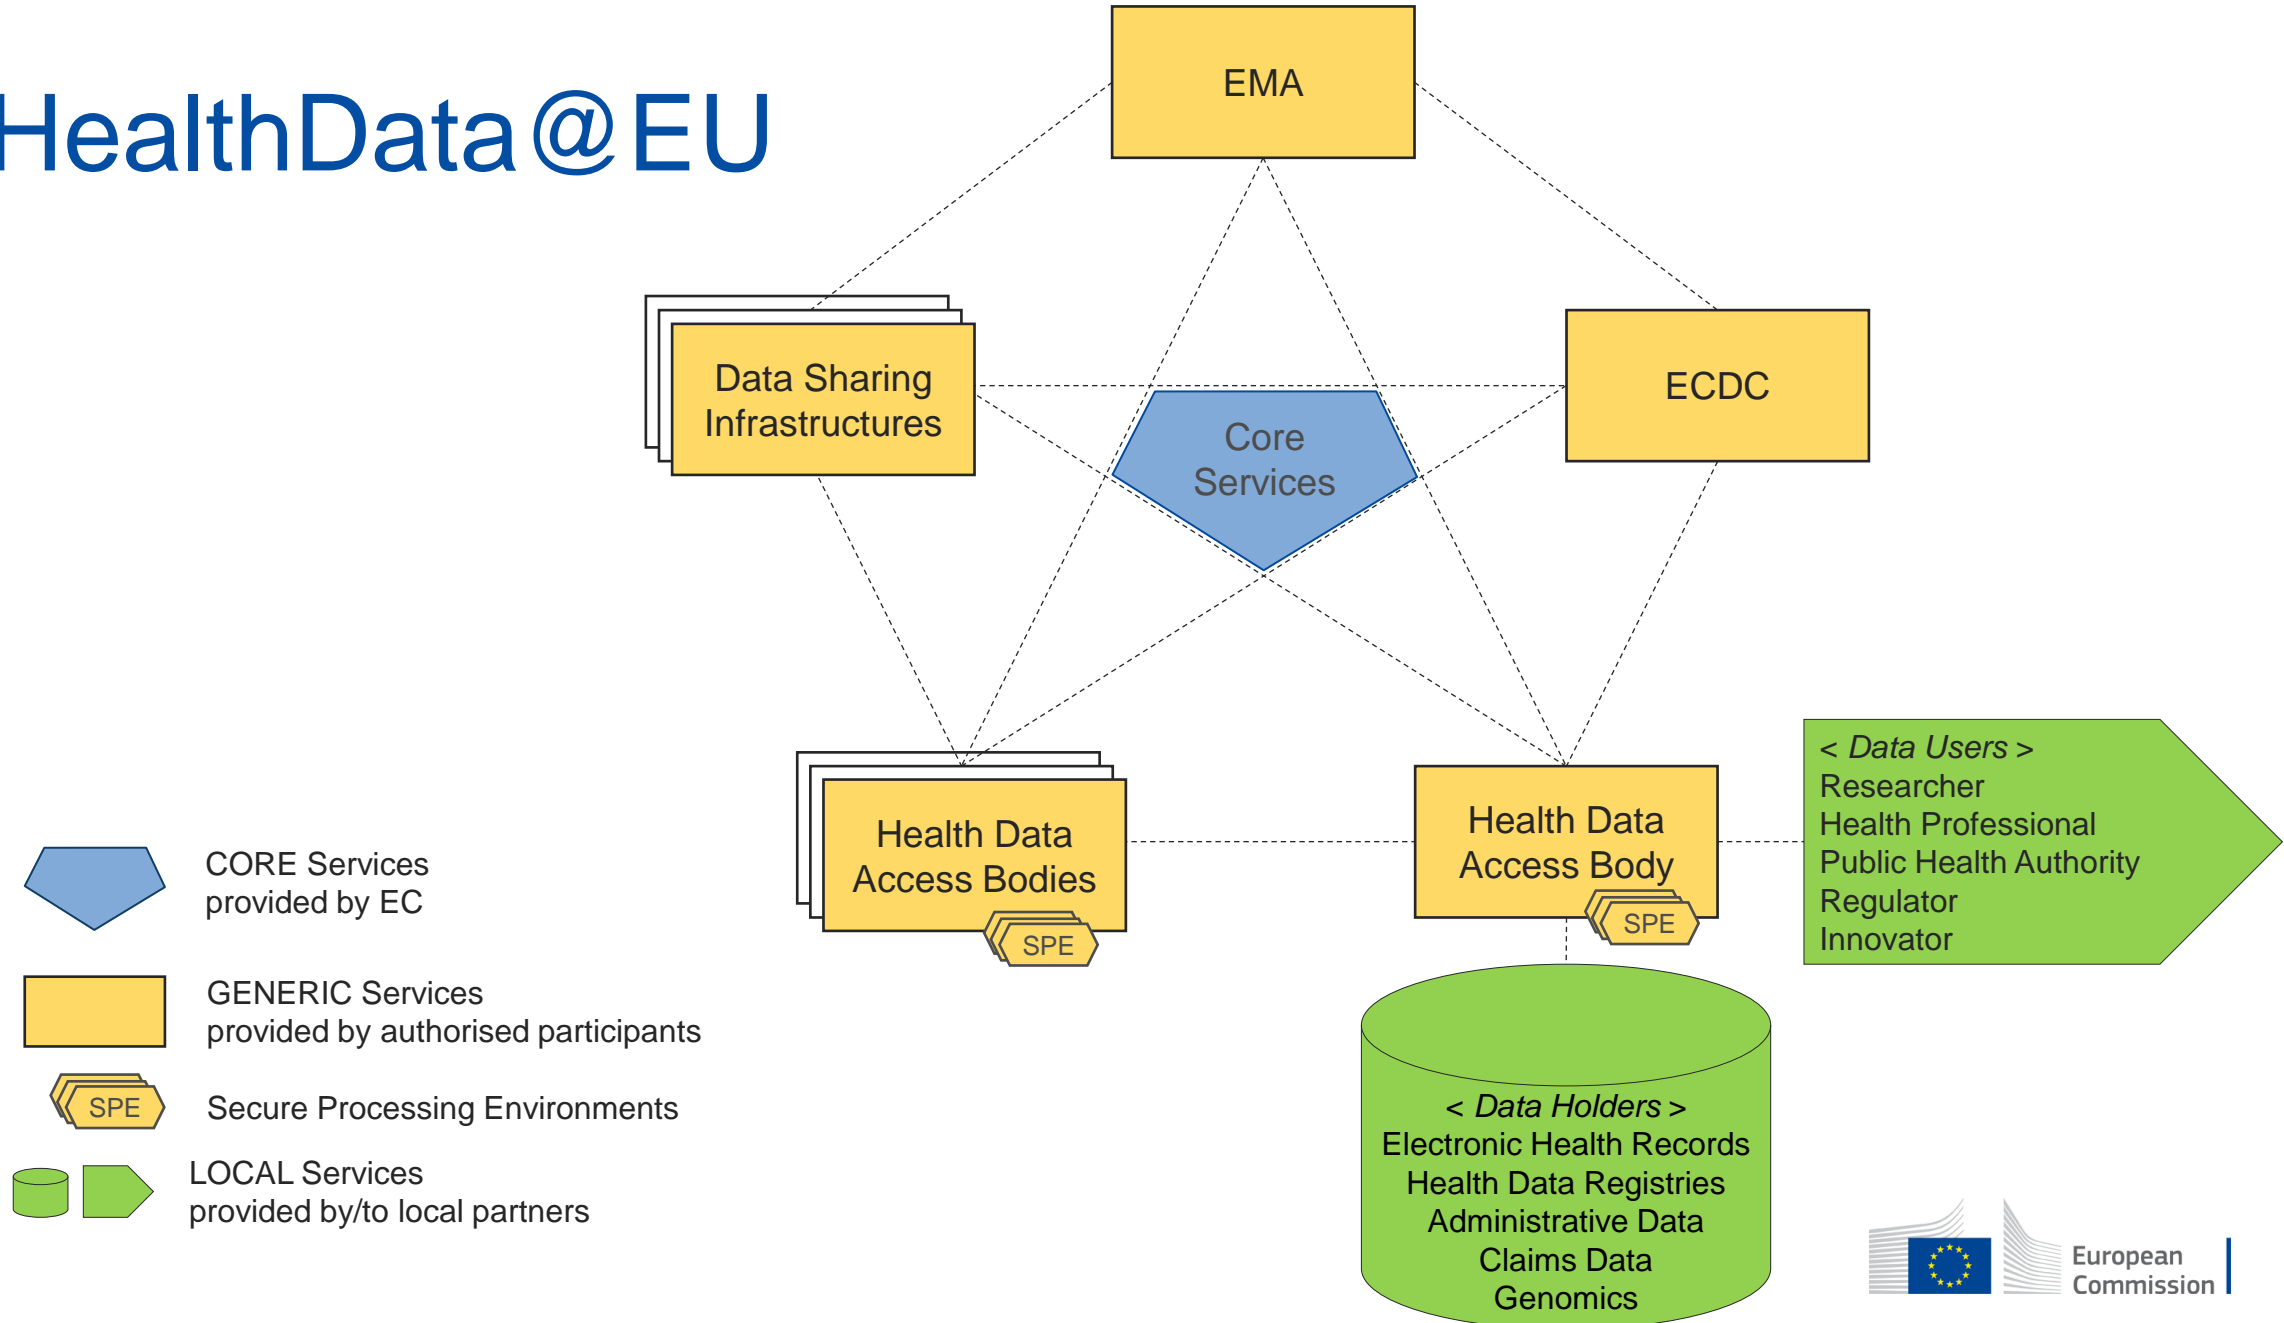 HealthData@EU
EMA
Data Sharing
Infrastructures
ECDC
Core
Services
Health Data
Access Bodies
SPE
Health Data
Access Body
SPE
< Data Users >
Researcher
Health Professional
Public Health Authority
Regulator
Innovator
CORE Services
provided by EC
GENERIC Services
provided by authorised participants
SPE
Secure Processing Environments
LOCAL Services
provided by/to local partners
< Data Holders >
Electronic Health Records
Health Data Registries
Administrative Data
Claims Data
Genomics
European
Commission